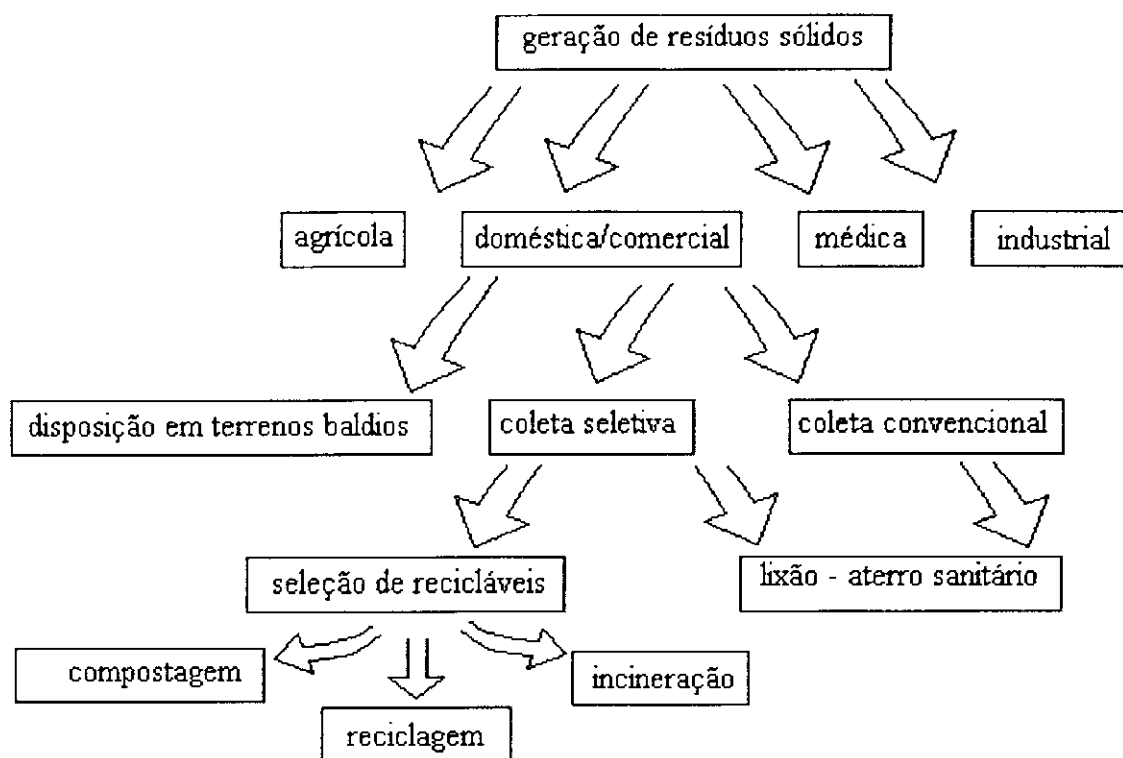 geração de resíduos sólidos
agrícola
doméstica/comercial
médica
industrial
disposição em terrenos baldios
coleta seletiva
coleta convencional
seleção de recicláveis
lixão - aterro sanitário
compostagem
incineração
reciclagem